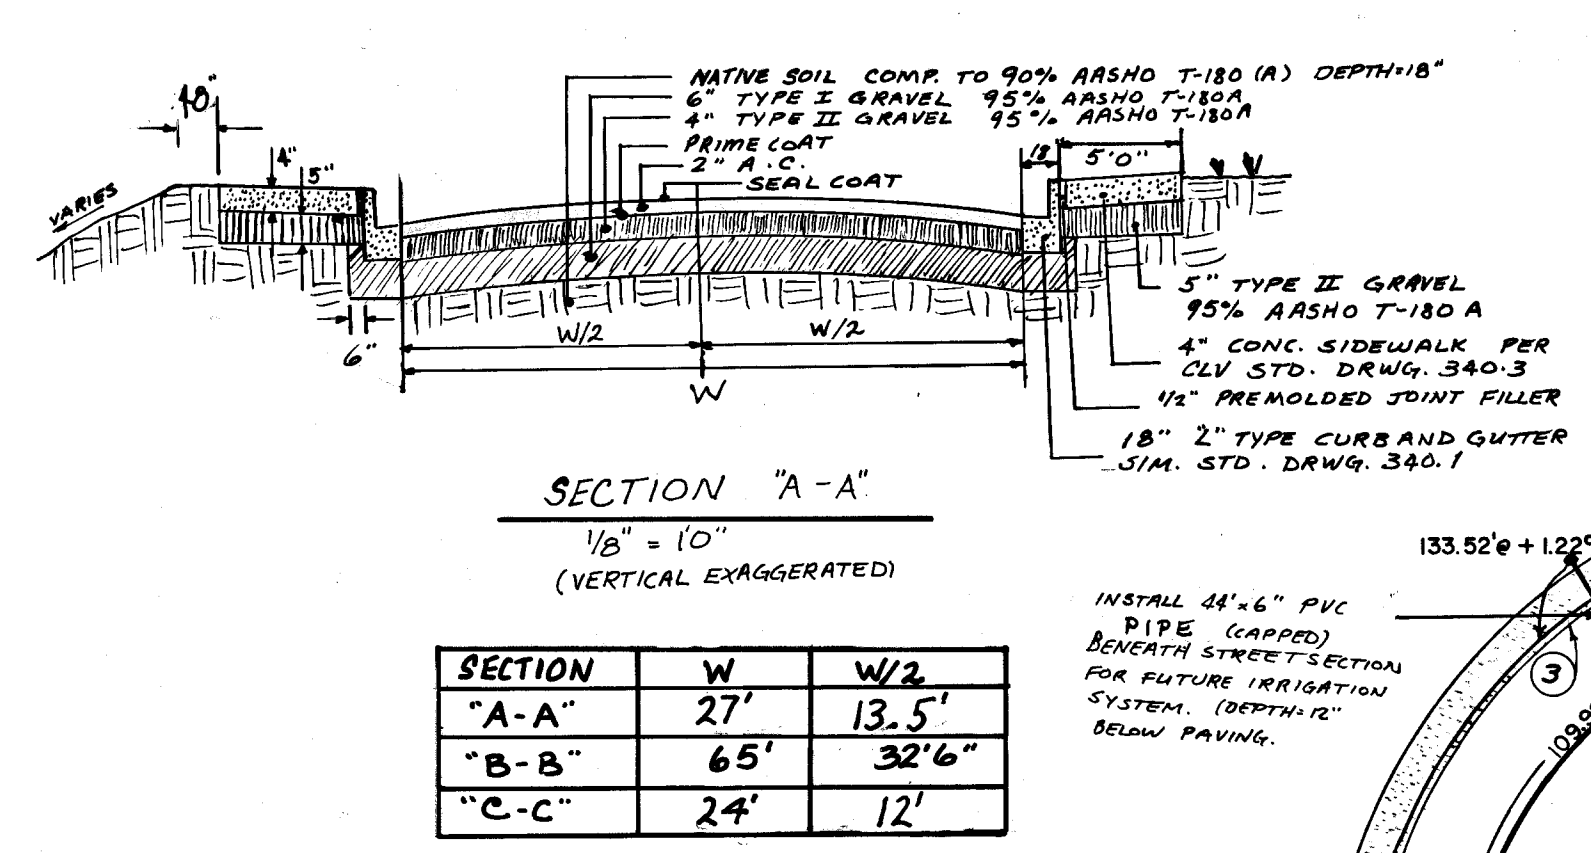 NATIVE SOIL COMP. TO 90% AASHO T-180 (A) DEPTH=18"
6" TYPE I GRAVEL 95% AASHO T-180A
4" TYPE II GRAVEL 95% AASHO T-180A
PRIME COAT
2" A.C.
SEAL COAT
18"
5'0"
4"
5"
VARIES
6"
W/2
W/2
W
5" TYPE II GRAVEL
95% AASHO T-180 A
4" CONC. SIDEWALK PER
CLV STD. DRWG. 340.3
1/2" PREMOLDED JOINT FILLER
18" "L" TYPE CURB AND GUTTER
SIM. STD. DRWG. 340.1
SECTION "A-A"
1/8" = 1'0"
(VERTICAL EXAGGERATED)
SECTION W W/2
"A-A" 27' 13.5'
"B-B" 65' 32'6"
"C-C" 24' 12'
133.52'@ + 1.22
INSTALL 44'x6" PVC
PIPE (CAPPED)
BENEATH STREET SECTION
FOR FUTURE IRRIGATION
SYSTEM. (DEPTH=12"
BELOW PAVING.
3
109.9